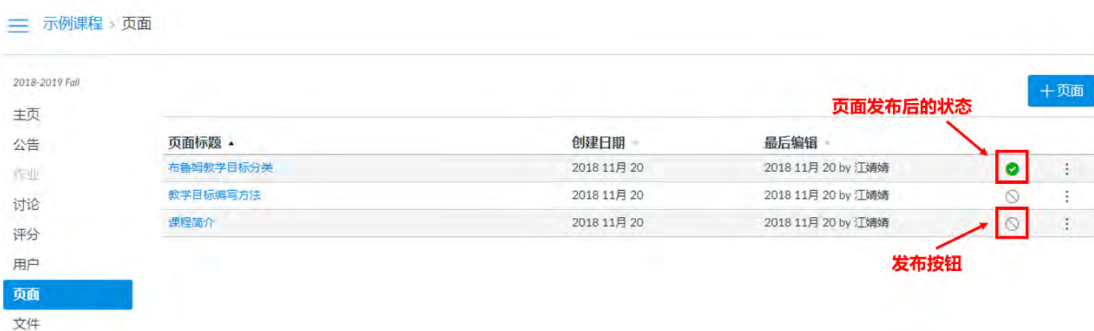 示例课程 › 页面
2018-2019 Fall
主页
公告
作业
讨论
评分
用户
页面
文件
+页面
页面发布后的状态
页面标题 创建日期 最后编辑
布鲁姆教学目标分类 2018 11月 20 2018 11月 20 by 江婧婧
教学目标编写方法 2018 11月 20 2018 11月 20 by 江婧婧
课程简介 2018 11月 20 2018 11月 20 by 江婧婧
发布按钮